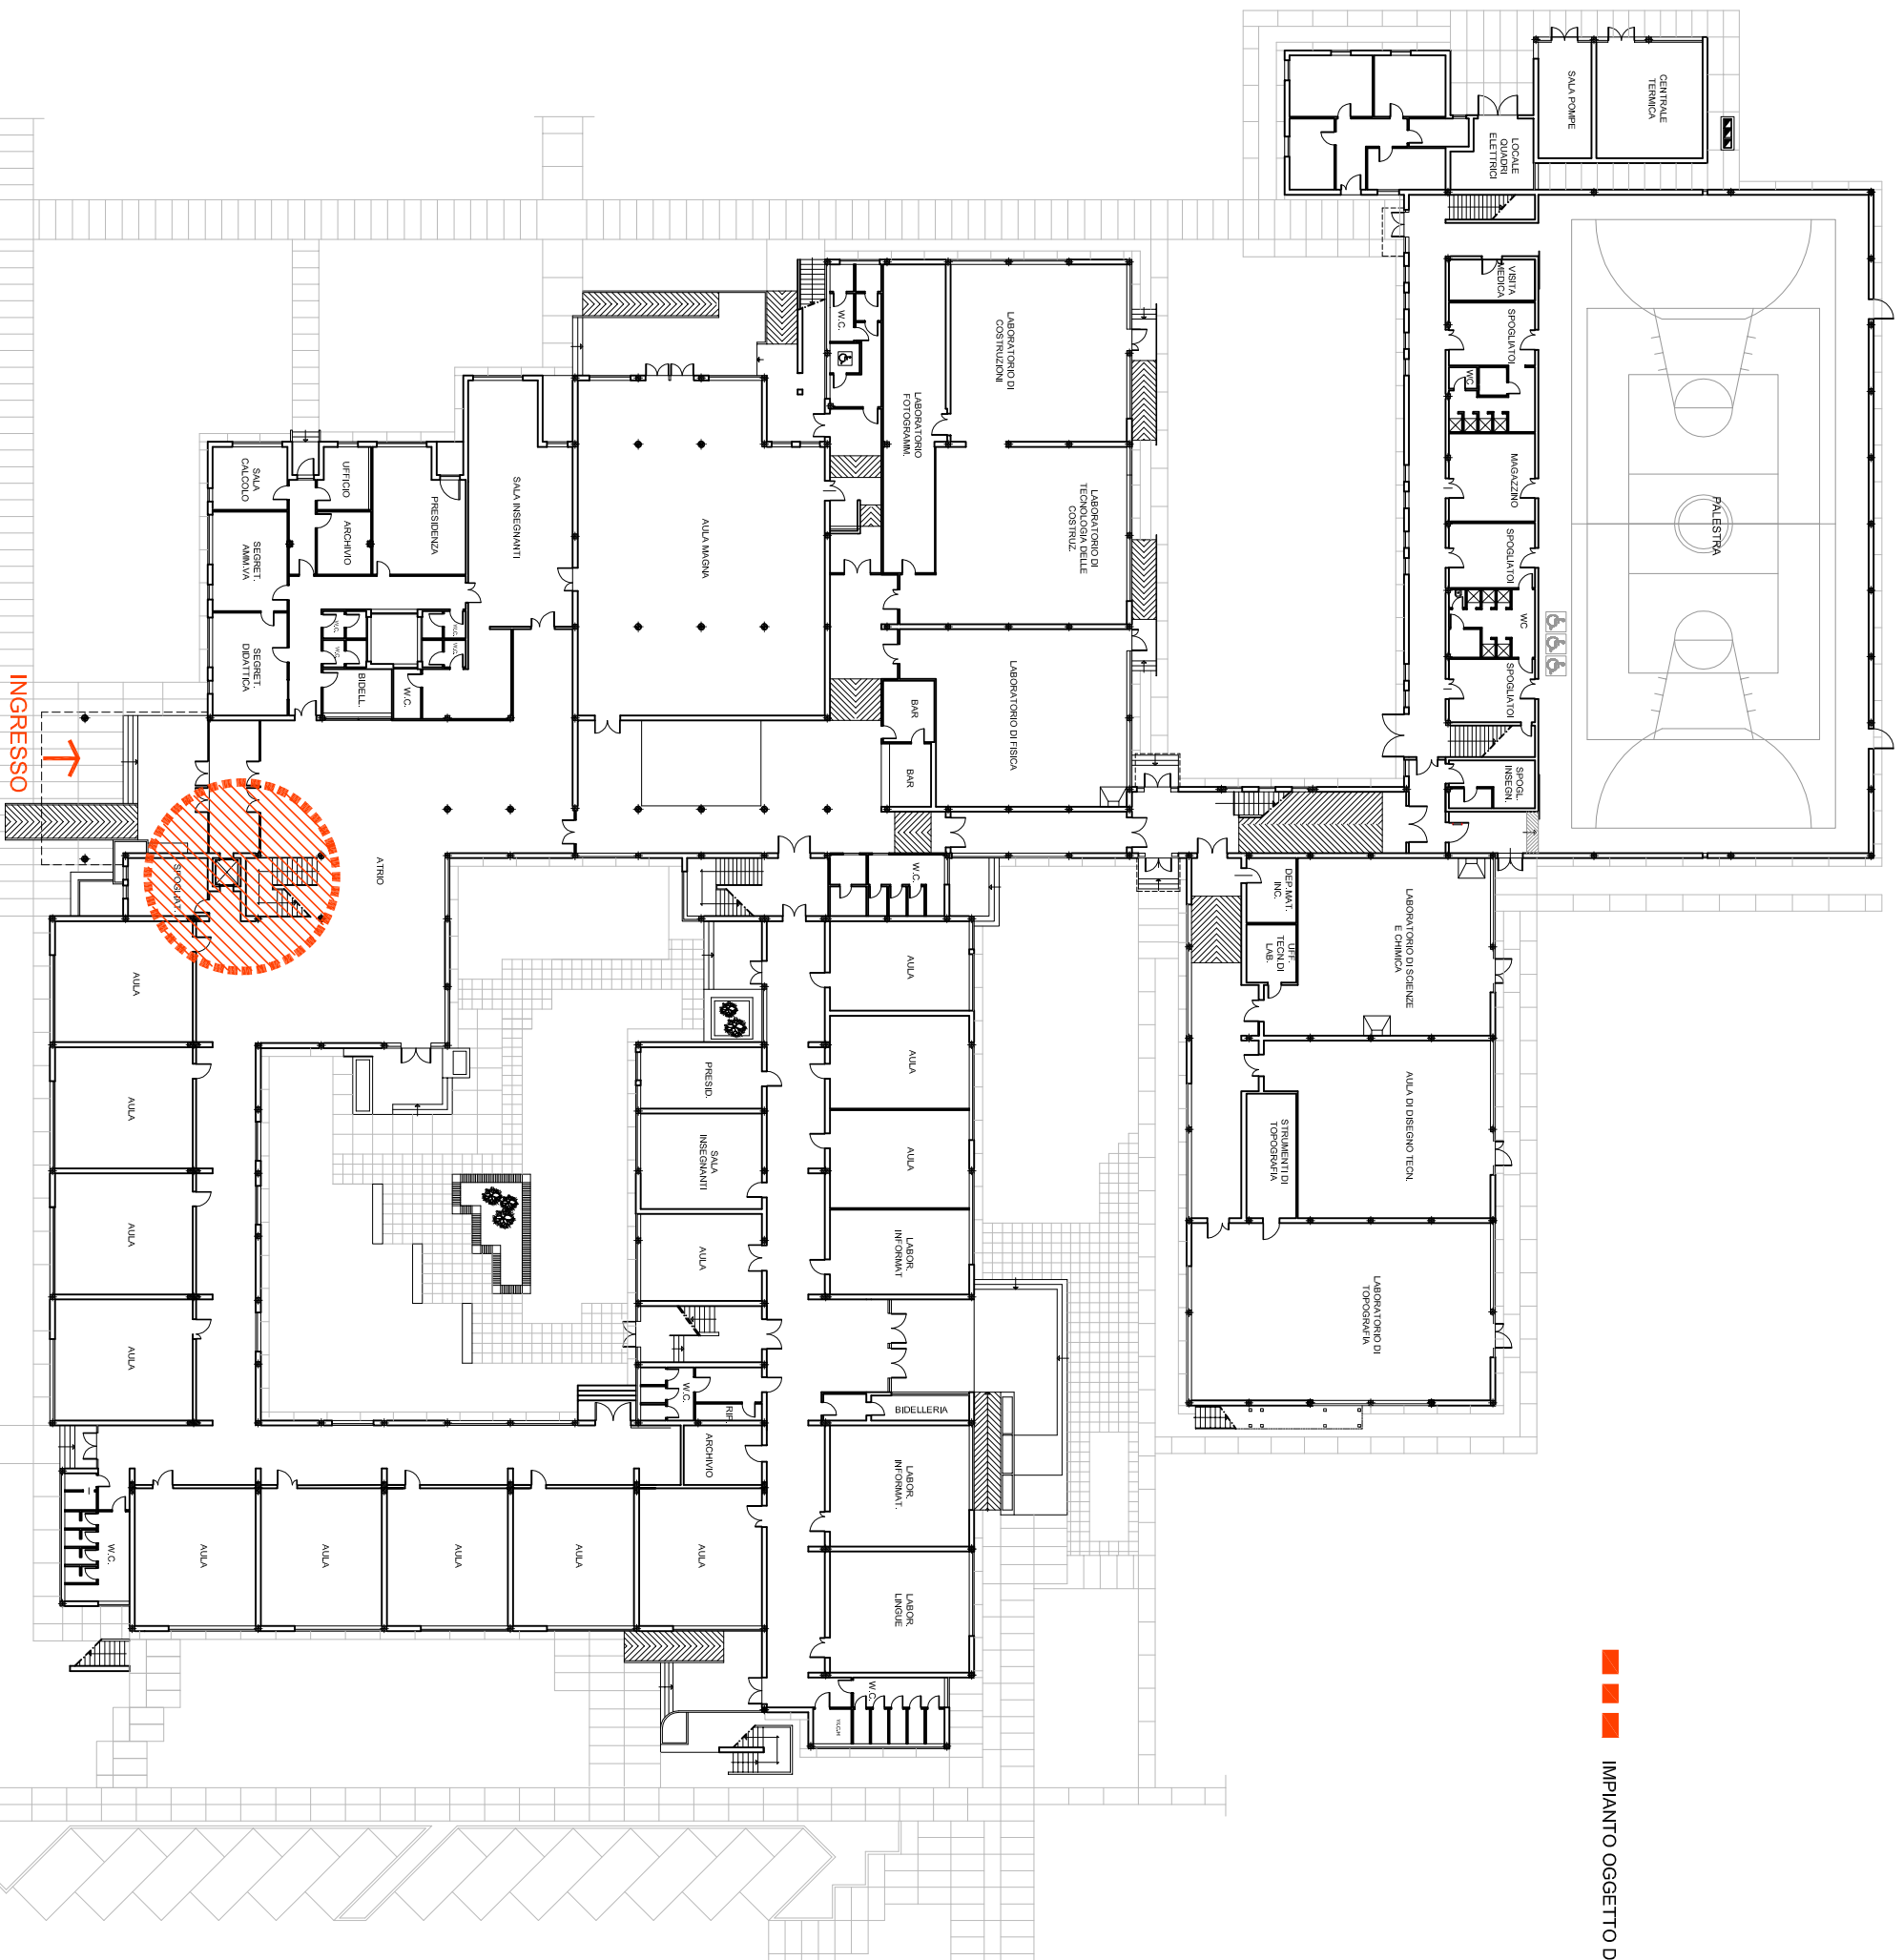 CENTRALE
TERMICA
SALA POMPE
LOCALE
QUADRI
ELETTRICI
VISITA
MEDICA
SPOGLIATOI
WC
MAGAZZINO
PALESTRA
SPOGLIATOI
WC
SPOGLIATOI
SPOGL.
INSEGN.
LABORATORIO DI
COSTRUZIONI
LABORATORIO
FOTOGRAMM.
W.C.
LABORATORIO DI
TECNOLOGIA DELLE
COSTRUZ.
LABORATORIO DI FISICA
BAR
BAR
AULA MAGNA
SALA INSEGNANTI
PRESIDENZA
UFFICIO
ARCHIVIO
SALA
CALCOLO
SEGRET.
AMM.VA
SEGRET.
DIDATTICA
W.C.
W.C.
W.C.
W.C.
BIDELL.
W.C.
INGRESSO
ATRIO
SPOGLIAT.
W.C.
DEP.MAT.
INC.
UFF.
TECN.DI
LAB.
LABORATORIO DI SCIENZE
E CHIMICA
AULA DI DISEGNO TECN.
STRUMENTI DI
TOPOGRAFIA
LABORATORIO DI
TOPOGRAFIA
AULA
AULA
AULA
LABOR.
INFORMAT
PRESID.
SALA
INSEGNANTI
AULA
AULA
AULA
AULA
AULA
W.C.
RIP.
ARCHIVIO
BIDELLERIA
LABOR.
INFORMAT.
LABOR.
LINGUE
W.C.
W.C.
AULA
AULA
AULA
AULA
AULA
IMPIANTO OGGETTO D